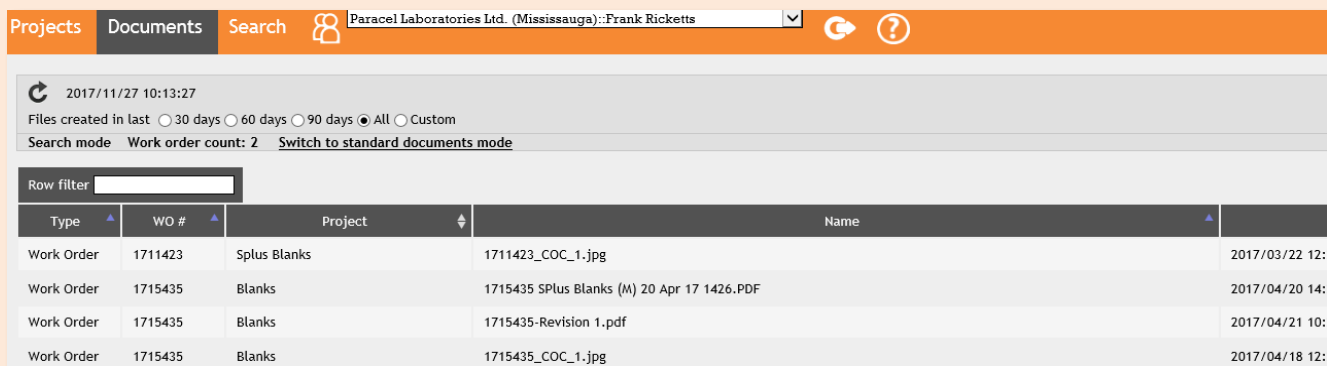 Projects Documents Search Paracel Laboratories Ltd. (Mississauga)::Frank Ricketts ?
2017/11/27 10:13:27
Files created in last 30 days 60 days 90 days All Custom
Search mode Work order count: 2 Switch to standard documents mode
Row filter
Type WO # Project Name
Work Order 1711423 Splus Blanks 1711423_COC_1.jpg 2017/03/22 12:
Work Order 1715435 Blanks 1715435 SPlus Blanks (M) 20 Apr 17 1426.PDF 2017/04/20 14:
Work Order 1715435 Blanks 1715435-Revision 1.pdf 2017/04/21 10:
Work Order 1715435 Blanks 1715435_COC_1.jpg 2017/04/18 12: